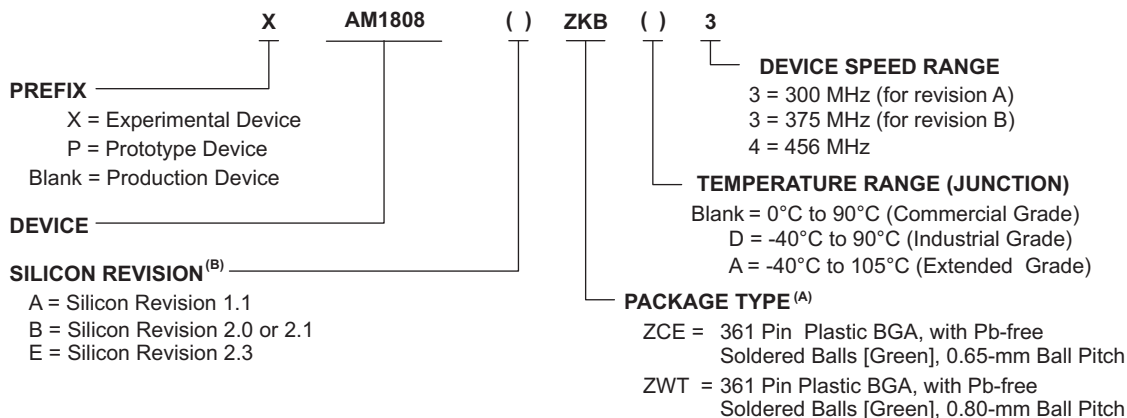 X AM1808 ( ) ZKB ( ) 3
PREFIX
X = Experimental Device
P = Prototype Device
Blank = Production Device
DEVICE
SILICON REVISION(B)
A = Silicon Revision 1.1
B = Silicon Revision 2.0 or 2.1
E = Silicon Revision 2.3
DEVICE SPEED RANGE
3 = 300 MHz (for revision A)
3 = 375 MHz (for revision B)
4 = 456 MHz
TEMPERATURE RANGE (JUNCTION)
Blank = 0°C to 90°C (Commercial Grade)
D = -40°C to 90°C (Industrial Grade)
A = -40°C to 105°C (Extended Grade)
PACKAGE TYPE(A)
ZCE = 361 Pin Plastic BGA, with Pb-free
Soldered Balls [Green], 0.65-mm Ball Pitch
ZWT = 361 Pin Plastic BGA, with Pb-free
Soldered Balls [Green], 0.80-mm Ball Pitch